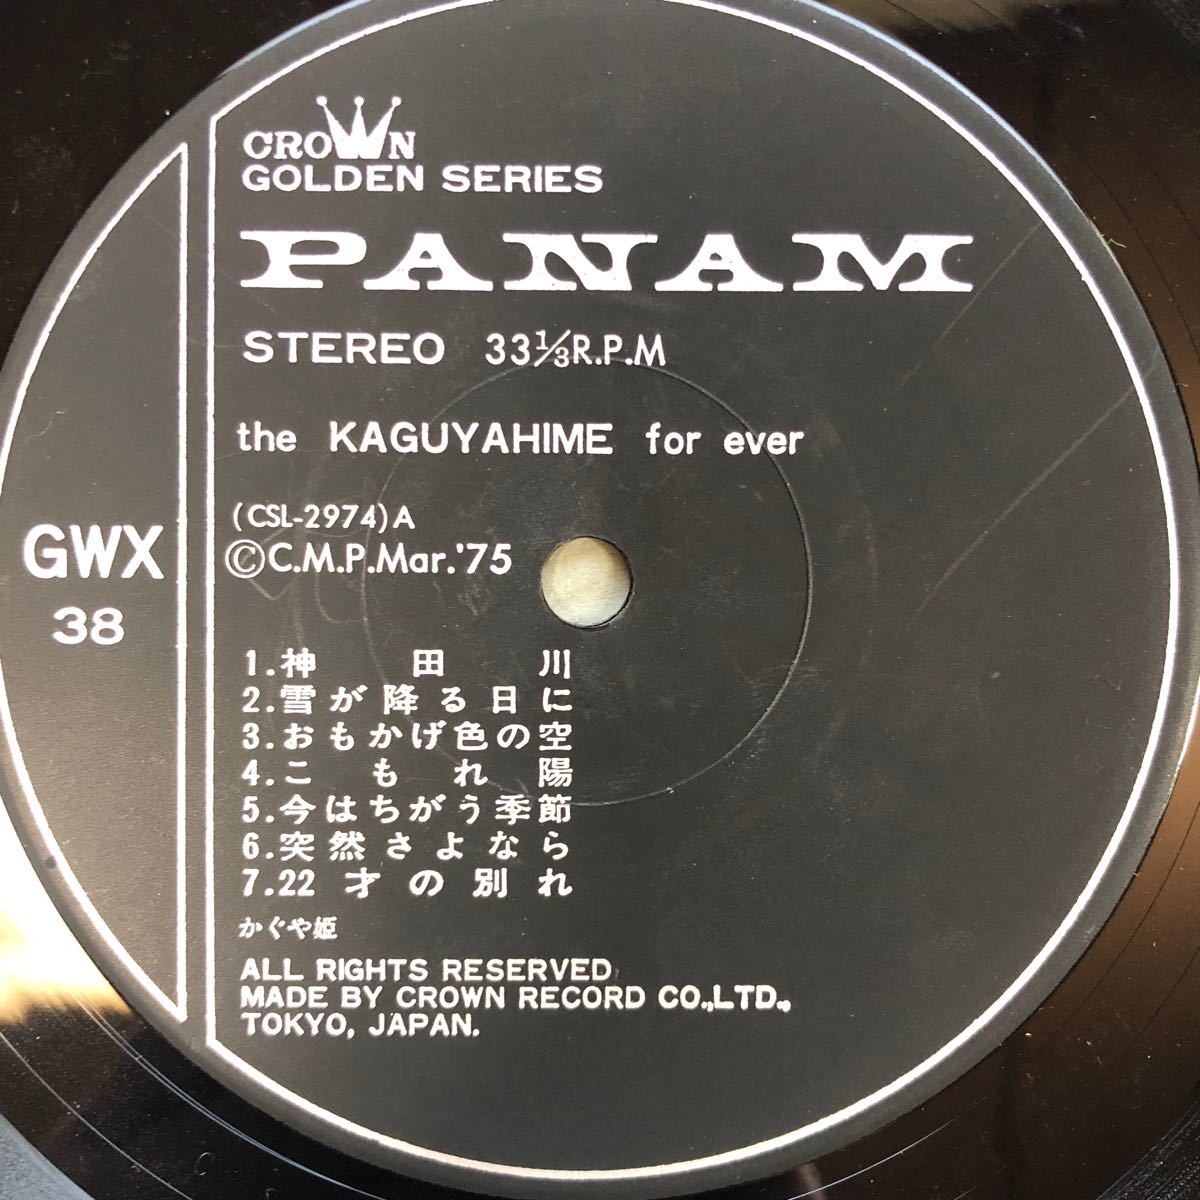 CROWN
GOLDEN SERIES
PANAM
STEREO 33⅓R.P.M
the KAGUYAHIME for ever
(CSL-2974)A
©C.M.P.Mar.'75
GWX
38
1.神田川
2.雪が降る日に
3.おもかげ色の空
4.こもれ陽
5.今はちがう季節
6.突然さよなら
7.22才の別れ
かぐや姫
ALL RIGHTS RESERVED
MADE BY CROWN RECORD CO.,LTD.,
TOKYO, JAPAN.